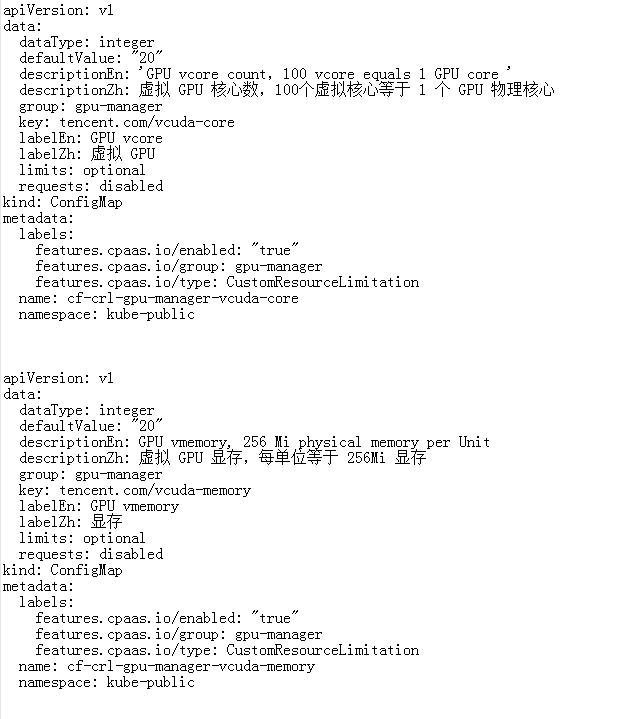 apiVersion: v1
data:
  dataType: integer
  defaultValue: "20"
  descriptionEn: 'GPU vcore count, 100 vcore equals 1 GPU core '
  descriptionZh: 虚拟 GPU 核心数，100个虚拟核心等于 1 个 GPU 物理核心
  group: gpu-manager
  key: tencent.com/vcuda-core
  labelEn: GPU vcore
  labelZh: 虚拟 GPU
  limits: optional
  requests: disabled
kind: ConfigMap
metadata:
  labels:
    features.cpaas.io/enabled: "true"
    features.cpaas.io/group: gpu-manager
    features.cpaas.io/type: CustomResourceLimitation
  name: cf-crl-gpu-manager-vcuda-core
  namespace: kube-public
apiVersion: v1
data:
  dataType: integer
  defaultValue: "20"
  descriptionEn: GPU vmemory, 256 Mi physical memory per Unit
  descriptionZh: 虚拟 GPU 显存，每单位等于 256Mi 显存
  group: gpu-manager
  key: tencent.com/vcuda-memory
  labelEn: GPU vmemory
  labelZh: 显存
  limits: optional
  requests: disabled
kind: ConfigMap
metadata:
  labels:
    features.cpaas.io/enabled: "true"
    features.cpaas.io/group: gpu-manager
    features.cpaas.io/type: CustomResourceLimitation
  name: cf-crl-gpu-manager-vcuda-memory
  namespace: kube-public